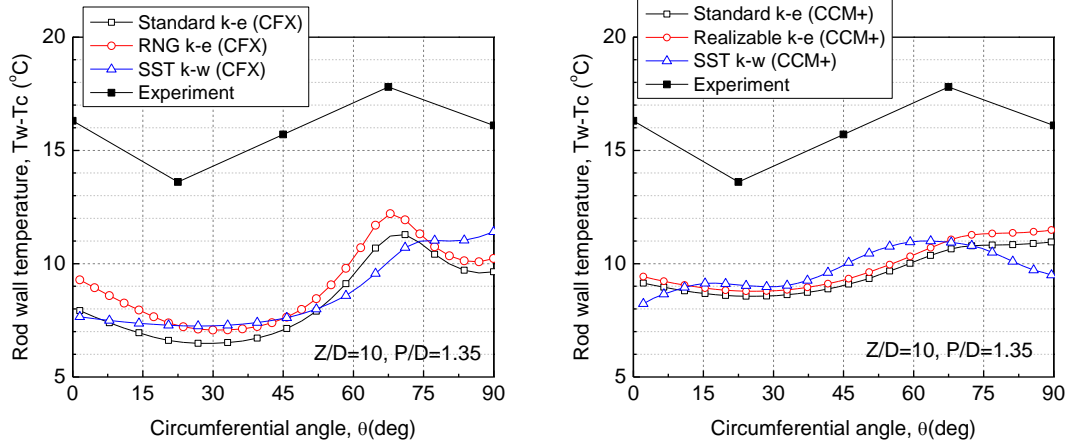 Standard k-e (CFX)
RNG k-e (CFX)
SST k-w (CFX)
Experiment
20
15
10
5
0 15 30 45 60 75 90
Rod wall temperature, Tw-Tc (°C)
Circumferential angle, θ(deg)
Z/D=10, P/D=1.35
Standard k-e (CCM+)
Realizable k-e (CCM+)
SST k-w (CCM+)
Experiment
20
15
10
5
0 15 30 45 60 75 90
Rod wall temperature, Tw-Tc (°C)
Circumferential angle, θ(deg)
Z/D=10, P/D=1.35